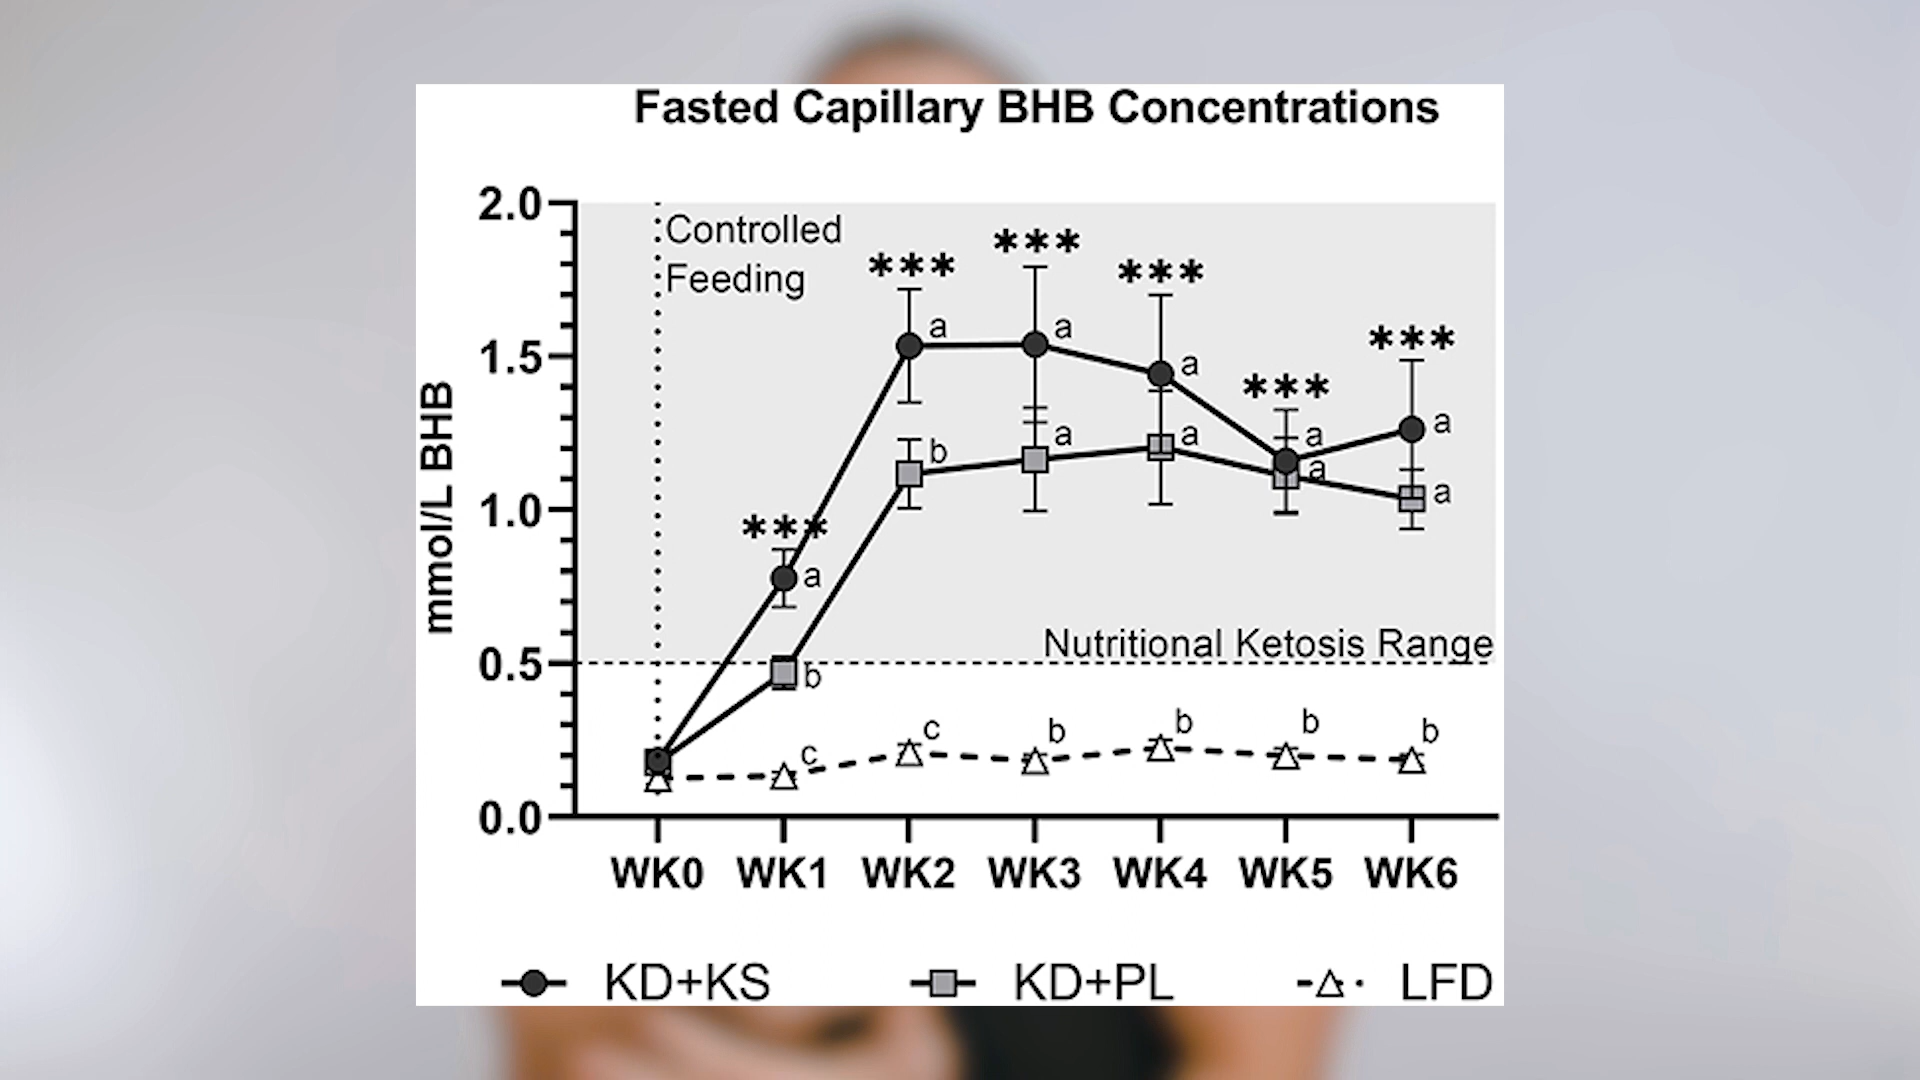 Fasted Capillary BHB Concentrations
2.0
1.5
1.0
0.5
0.0
mmol/L BHB
Controlled
Feeding
***
***
***
***
***
***
a
a
a
a
a
a
b
b
a
a
a
a
c
c
b
b
b
b
Nutritional Ketosis Range
WK0 WK1 WK2 WK3 WK4 WK5 WK6
KD+KS KD+PL LFD